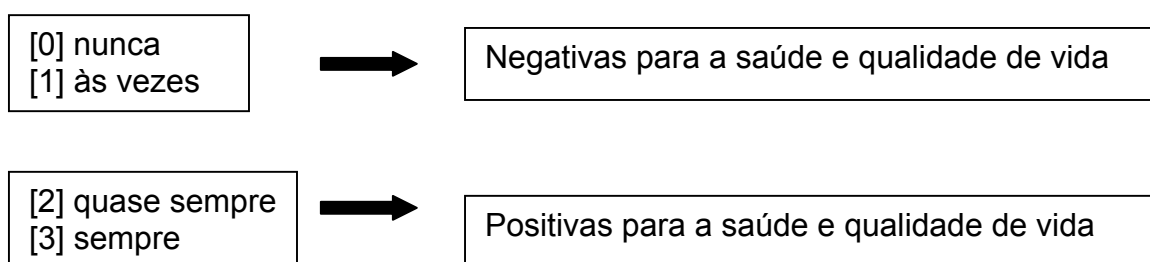 [0] nunca
[1] às vezes
Negativas para a saúde e qualidade de vida
[2] quase sempre
[3] sempre
Positivas para a saúde e qualidade de vida